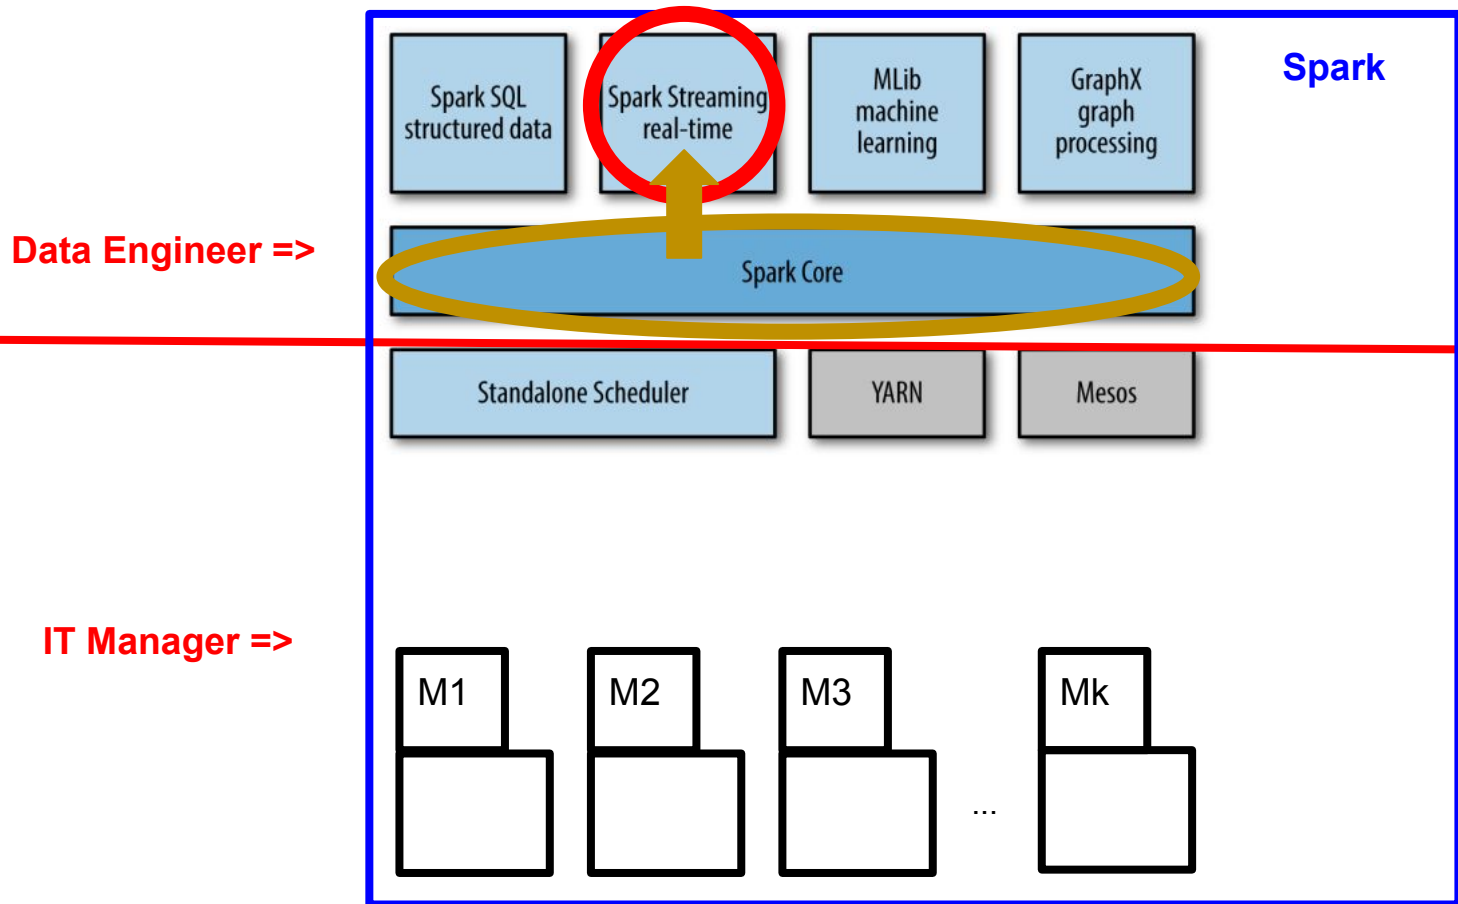 Spark
Spark SQL
structured data
Spark Streaming
real-time
MLib
machine
learning
GraphX
graph
processing
Data Engineer =>
Spark Core
Standalone Scheduler
YARN
Mesos
IT Manager =>
M1
M2
M3
Mk
...